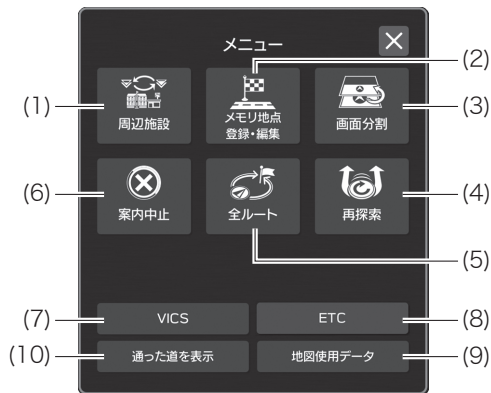 メニュー
(1)
周辺施設
メモリ地点
登録・編集
(2)
画面分割
(3)
(6)
案内中止
全ルート
再探索
(4)
(5)
(7)
VICS
ETC
(8)
(10)
通った道を表示
地図使用データ
(9)